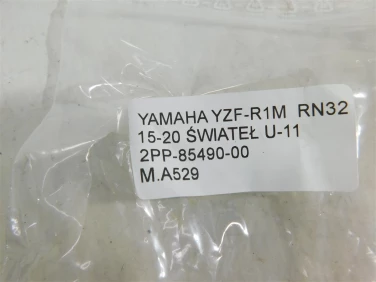 YAMAHA YZF-R1M RN32
15-20 ŚWIATEŁ U-11
2PP-85490-00
M.A529